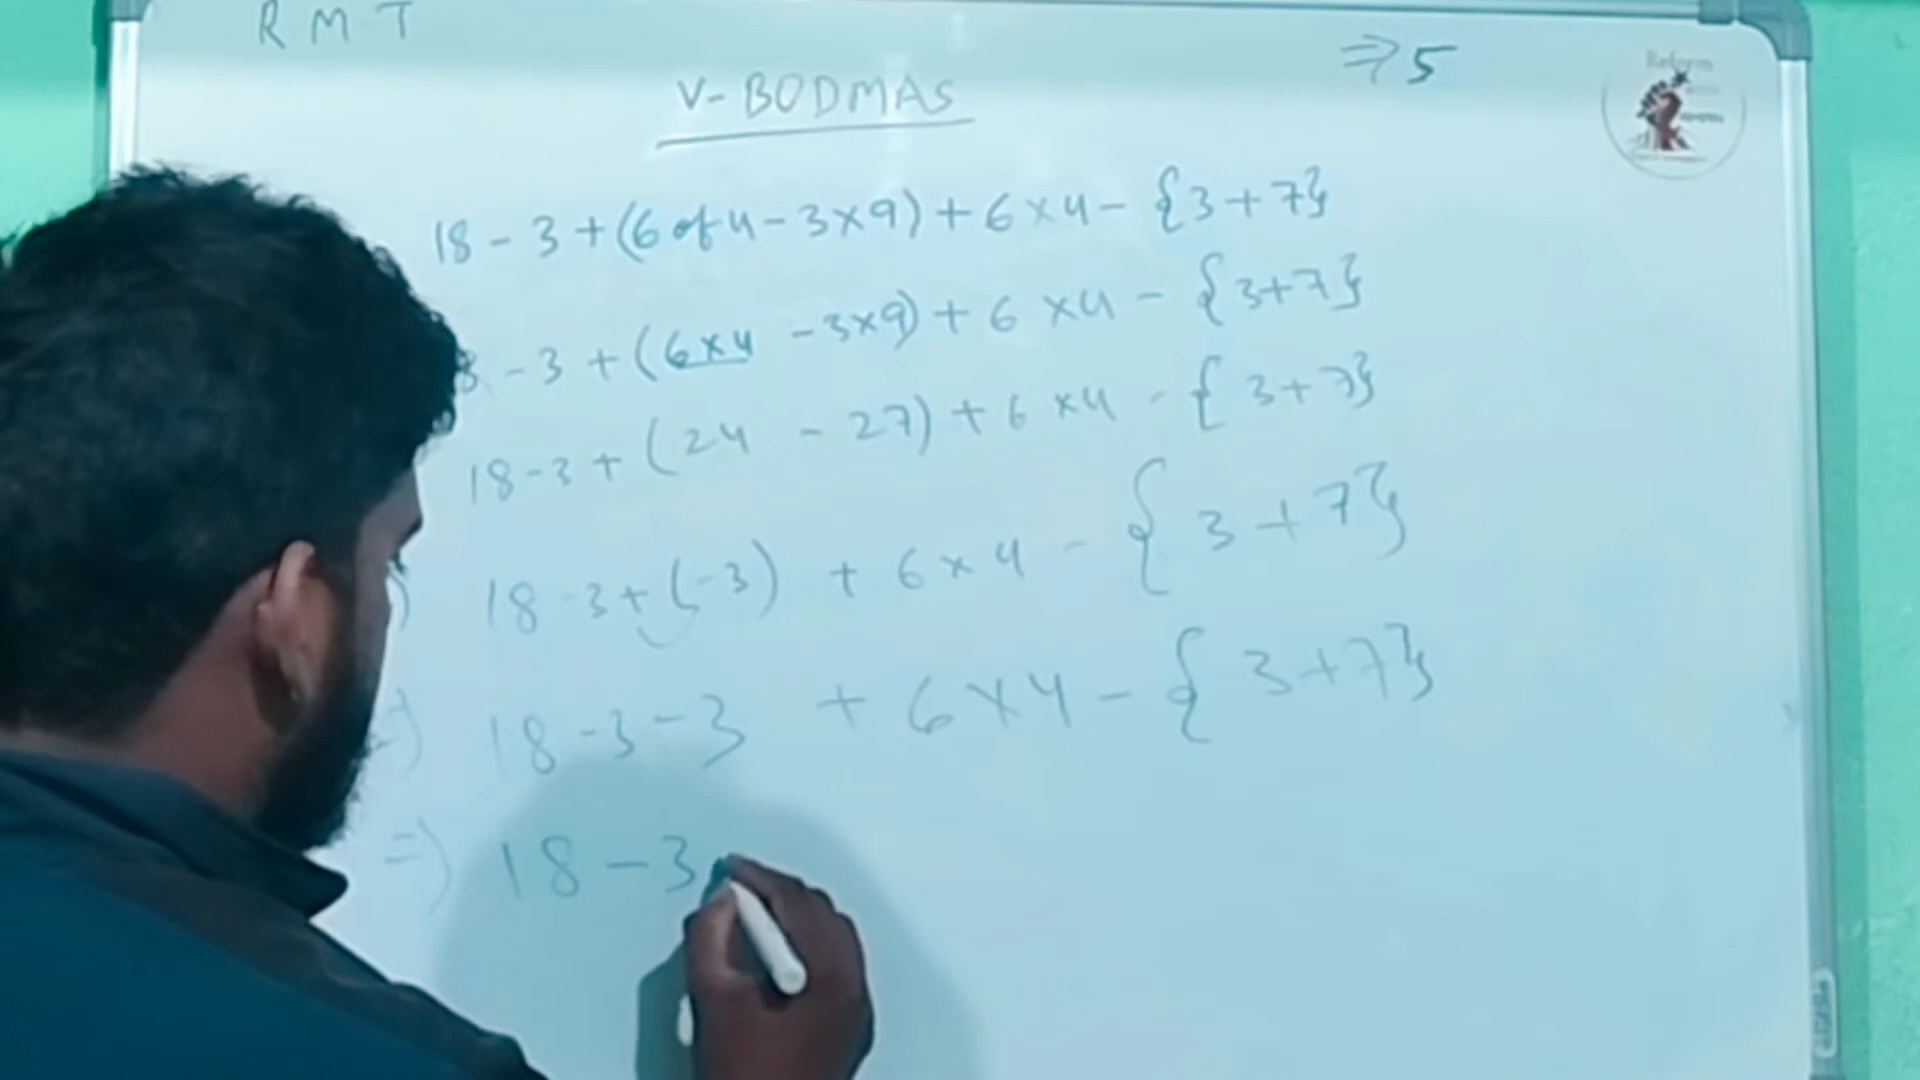 R M T
⇒ 5
Reform
V-BODMAS
18 - 3 + (6 of 4 - 3×9) + 6 × 4 - {3 + 7}
8 - 3 + (6×4 - 3×9) + 6 × 4 - {3+7}
18 - 3 + (24 - 27) + 6 × 4 - {3+7}
) 18 - 3 + (-3) + 6 × 4 - {3 + 7}
=) 18 - 3 - 3 + 6 × 4 - {3+7}
=) 18 - 3